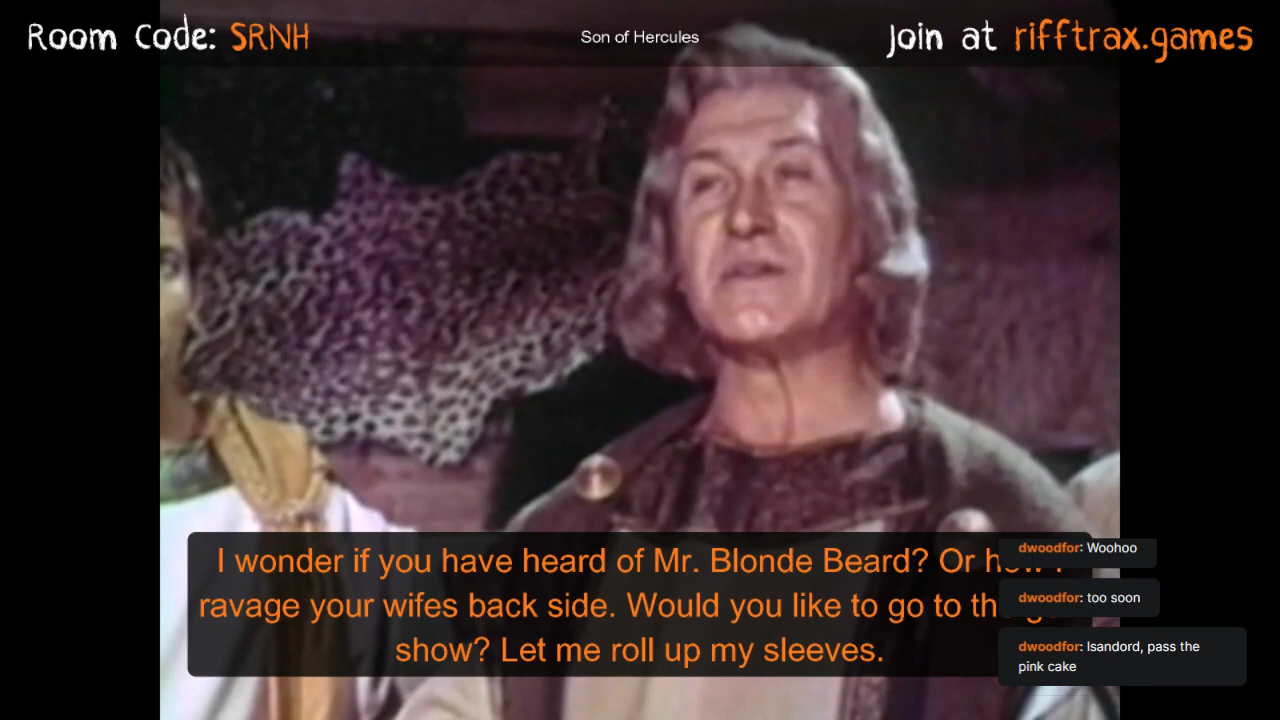 Room Code: SRNH
Son of Hercules
Join at rifftrax.games
I wonder if you have heard of Mr. Blonde Beard? Or how I
ravage your wifes back side. Would you like to go to the
show? Let me roll up my sleeves.
dwoodfor: Woohoo
dwoodfor: too soon
dwoodfor: Isandord, pass the
pink cake